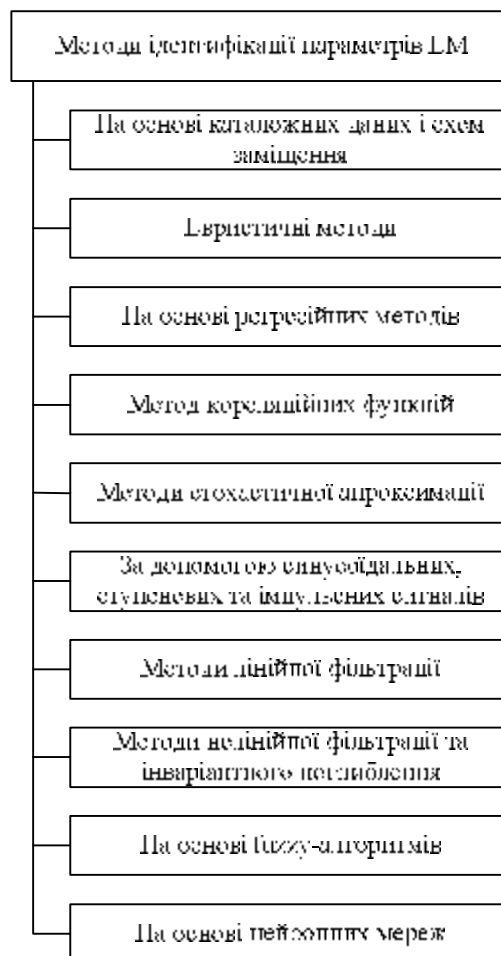 Методи ідентифікації параметрів ЕМ
На основі каталожних даних і схем
заміщення
Евристичні методи
На основі регресійних методів
Метод кореляційних функцій
Методи стохастичної апроксимації
За допомогою синусоїдальних,
ступеневих та імпульсних сигналів
Методи лінійної фільтрації
Методи нелінійної фільтрації та
інваріантного поглиблення
На основі fuzzy-алгоритмів
На основі нейронних мереж